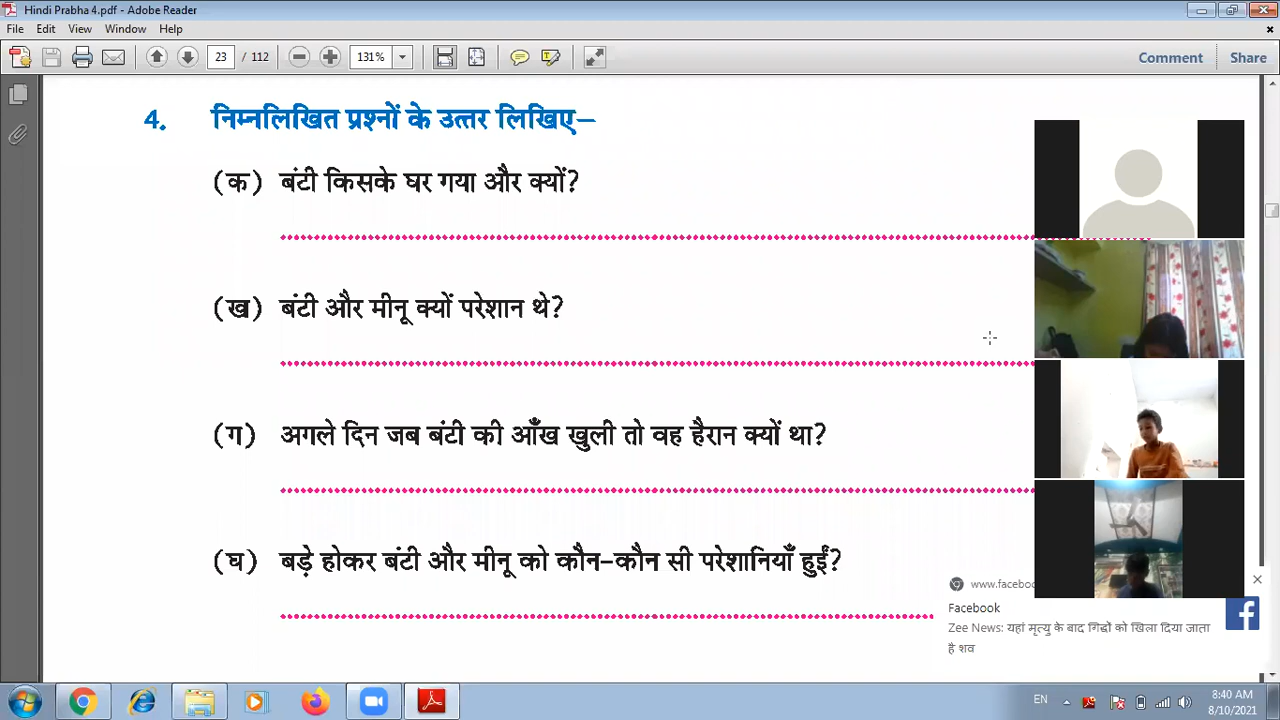 Hindi Prabha 4.pdf - Adobe Reader
File Edit View Window Help
23 / 112 131% Comment Share
4. निम्नलिखित प्रश्नों के उत्तर लिखिए–
(क) बंटी किसके घर गया और क्यों?
(ख) बंटी और मीनू क्यों परेशान थे?
(ग) अगले दिन जब बंटी की आँख खुली तो वह हैरान क्यों था?
(घ) बड़े होकर बंटी और मीनू को कौन-कौन सी परेशानियाँ हुईं?
www.faceboo
Facebook
Zee News: यहां मृत्यु के बाद गिद्धों को खिला दिया जाता
है शव
EN 8:40 AM
8/10/2021